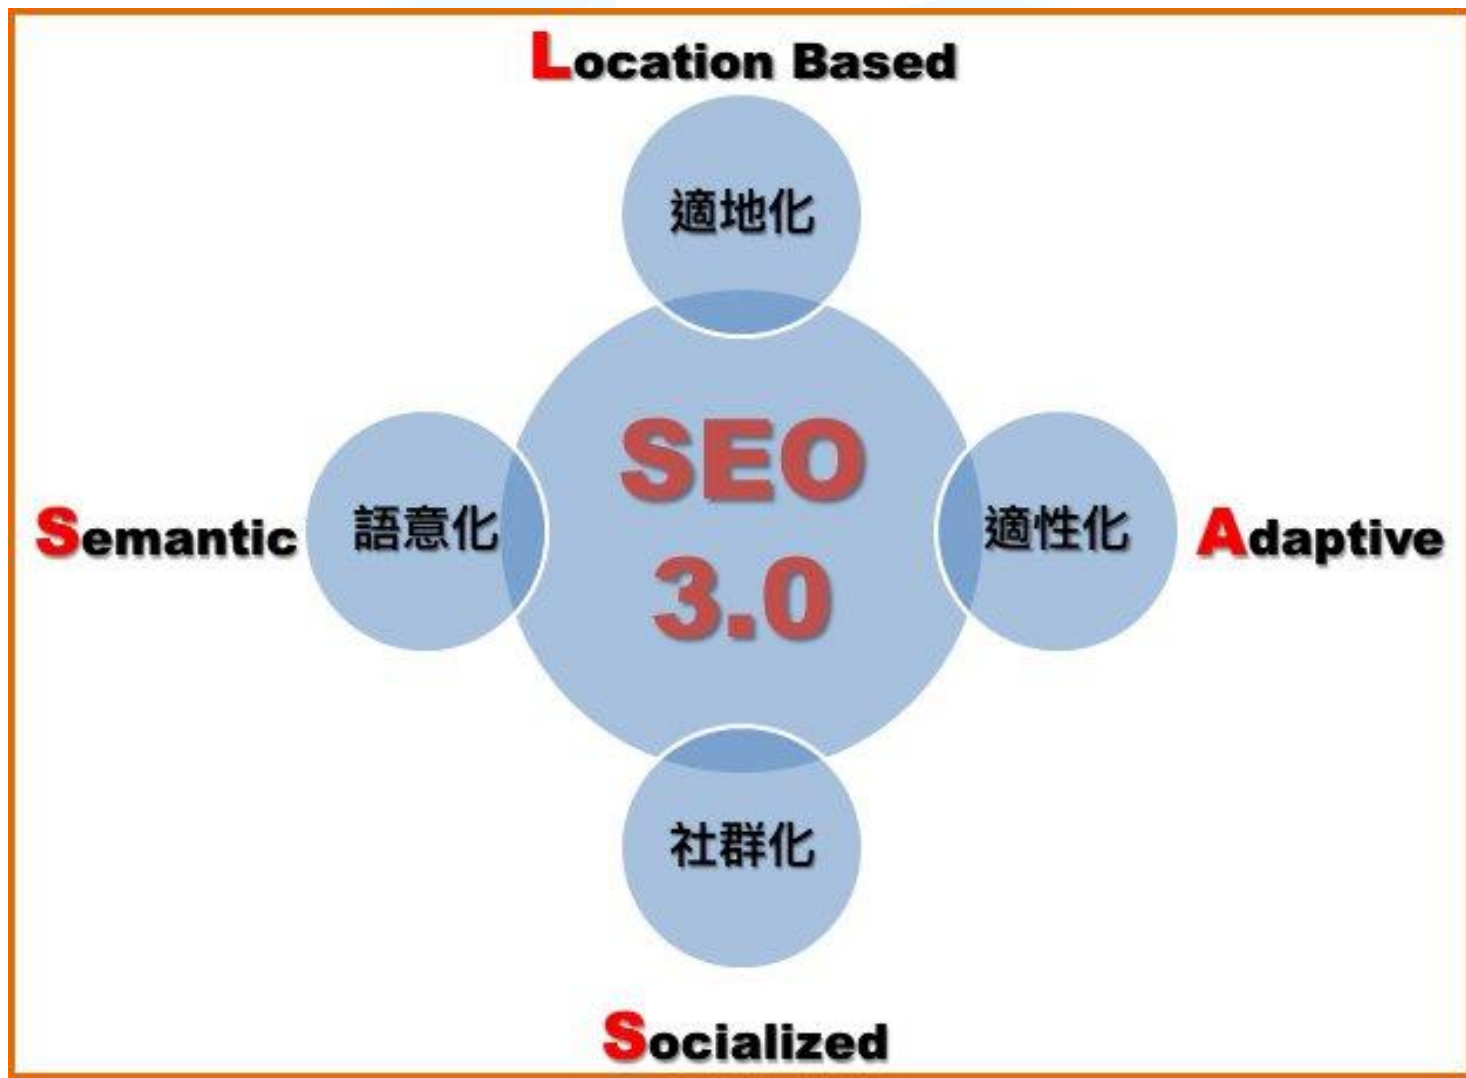 Location Based
適地化
SEO
3.0
Semantic
語意化
適性化
Adaptive
社群化
Socialized